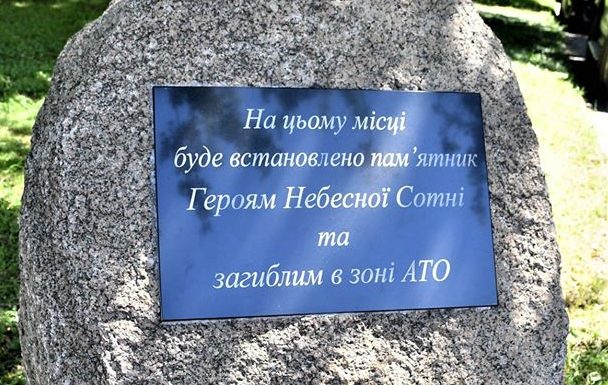 На цьому місці
буде встановлено пам’ятник
Героям Небесної Сотні
та
загиблим в зоні АТО